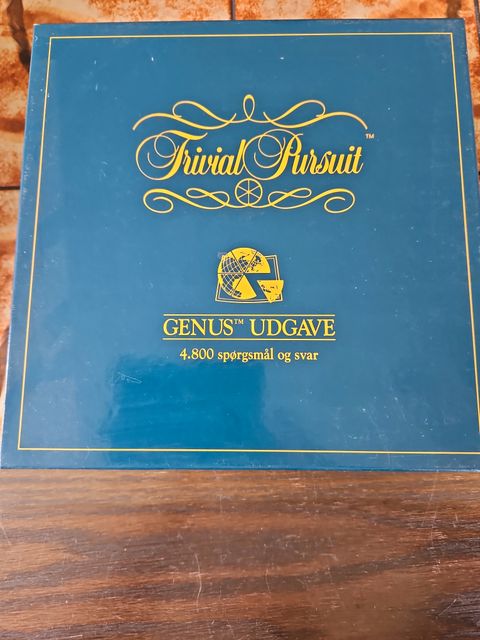 Trivial Pursuit™
GENUS™ UDGAVE
4.800 spørgsmål og svar